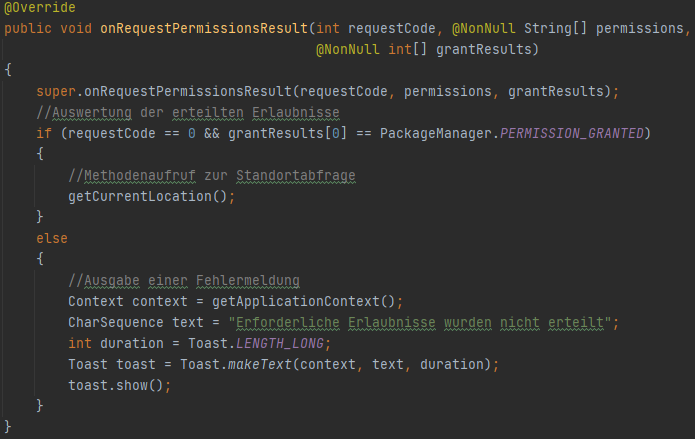 @Override
public void onRequestPermissionsResult(int requestCode, @NonNull String[] permissions,
@NonNull int[] grantResults)
{
super.onRequestPermissionsResult(requestCode, permissions, grantResults);
//Auswertung der erteilten Erlaubnisse
if (requestCode == 0 && grantResults[0] == PackageManager.PERMISSION_GRANTED)
{
//Methodenaufruf zur Standortabfrage
getCurrentLocation();
}
else
{
//Ausgabe einer Fehlermeldung
Context context = getApplicationContext();
CharSequence text = "Erforderliche Erlaubnisse wurden nicht erteilt";
int duration = Toast.LENGTH_LONG;
Toast toast = Toast.makeText(context, text, duration);
toast.show();
}
}